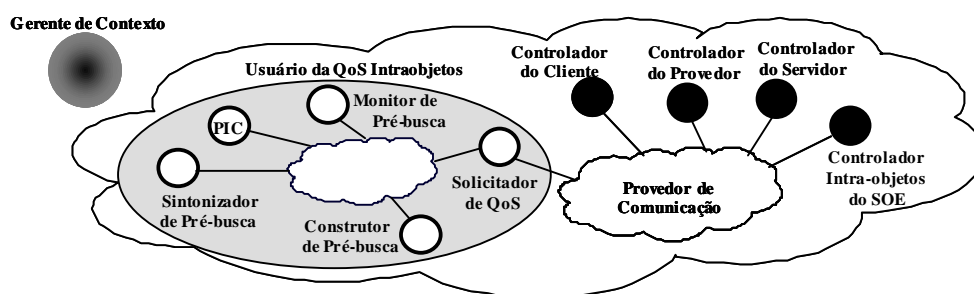 Gerente de Contexto
Usuário da QoS Intraobjetos
PIC
Monitor de
Pré-busca
Sintonizador
de Pré-busca
Construtor
de Pré-busca
Solicitador
de QoS
Controlador
do Cliente
Controlador
do Provedor
Controlador
do Servidor
Controlador
Intra-objetos
do SOE
Provedor de
Comunicação